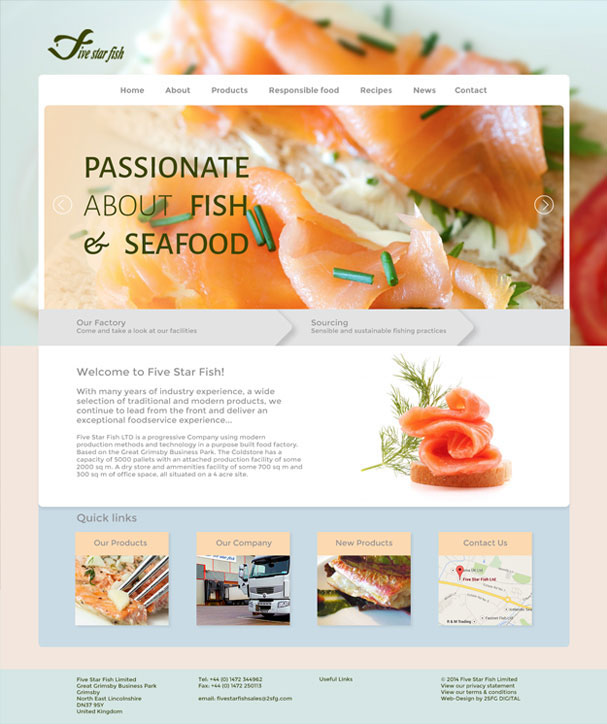 Five star fish
Home About Products Responsible food Recipes News Contact
PASSIONATE
ABOUT FISH
& SEAFOOD
Our Factory
Come and take a look at our facilities
Sourcing
Sensible and sustainable fishing practices
Welcome to Five Star Fish!
With many years of industry experience, a wide
selection of traditional and modern products, we
continue to lead from the front and deliver an
exceptional foodservice experience...
Five Star Fish LTD is a progressive Company using modern
production methods and technology in a purpose built food factory.
Based on the Great Grimsby Business Park, The Coldstore has a
capacity of 5000 pallets with an attached production facility of some
2000 sq m. A dry store and ammenities facility of some 700 sq m and
300 sq m of office space, all situated on a 4 acre site.
Quick links
Our Products
Our Company
New Products
Contact Us
star fish
Five Star Fish Ltd
R & M Trading
Five Star Fish Limited
Great Grimsby Business Park
Grimsby
North East Lincolnshire
DN37 9SY
United Kingdom
Tel: +44 (0) 1472 344962
Fax: +44 (0) 1472 250113
email: fivestarfishsales@2sfg.com
Useful Links
© 2014 Five Star Fish Limited
View our privacy statement
View our terms & conditions
Web-Design by 2SFG DIGITAL